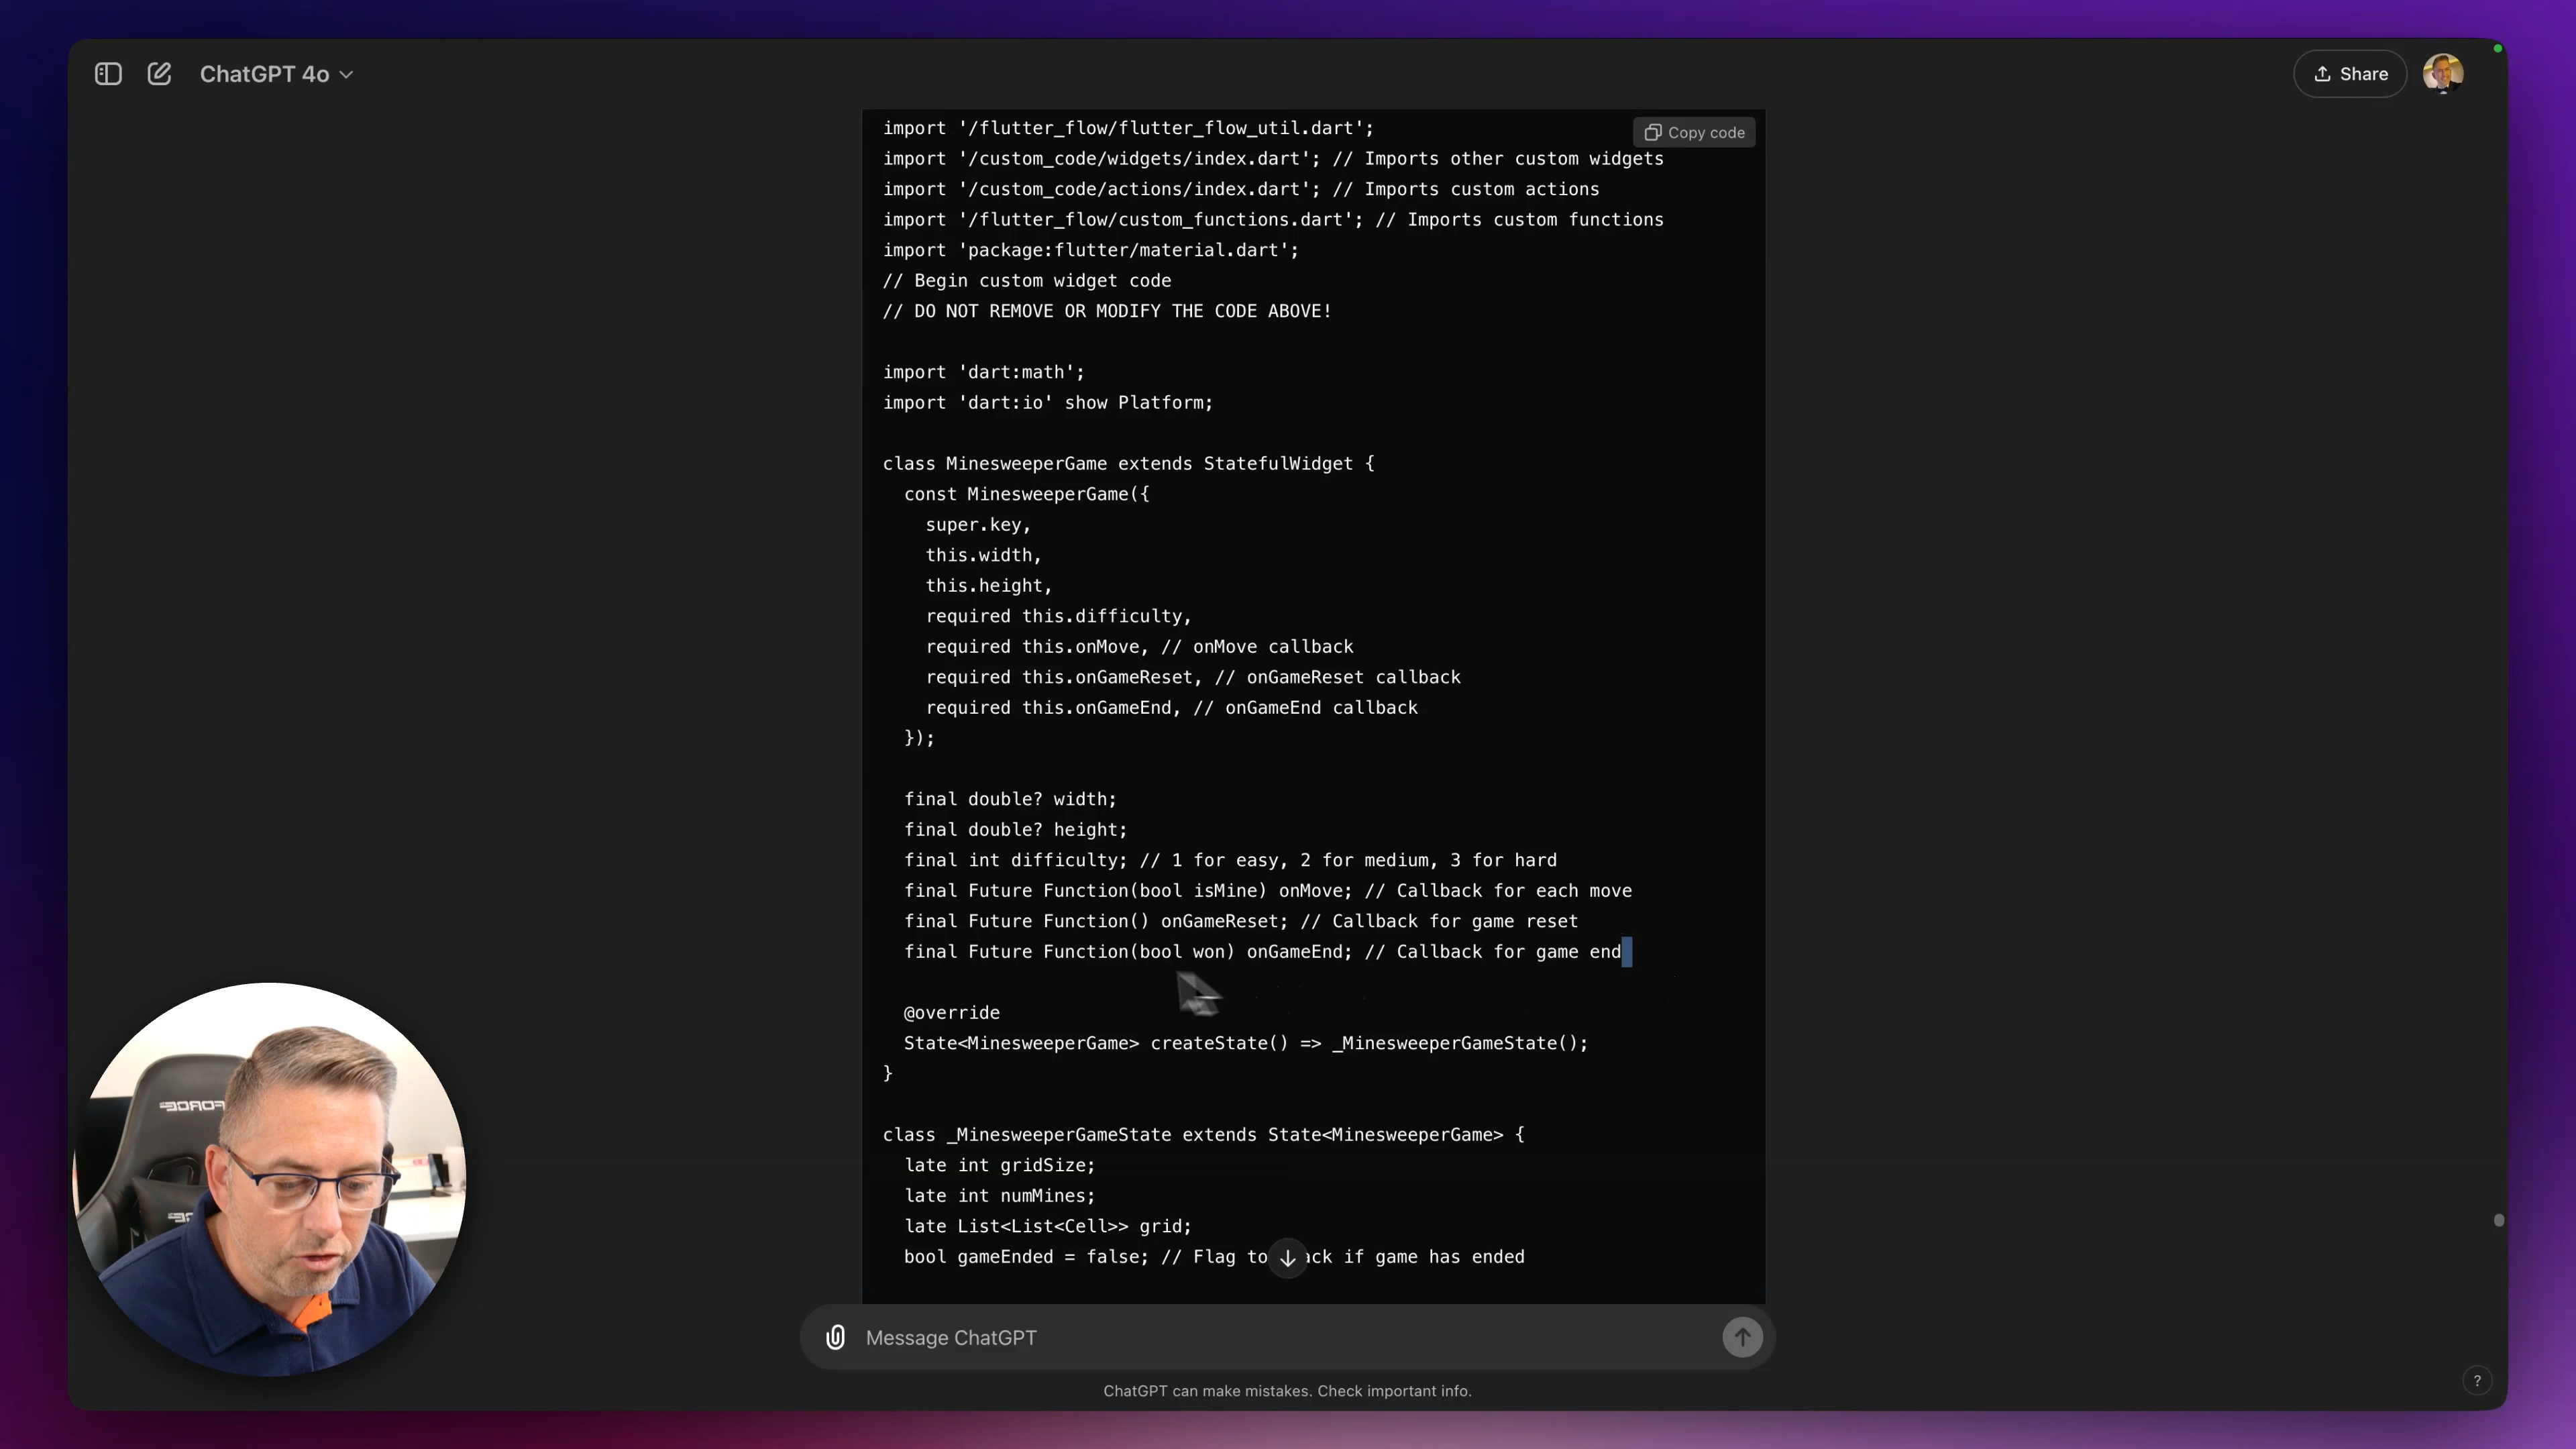 ChatGPT 4o
Share
import '/flutter_flow/flutter_flow_util.dart';
Copy code
import '/custom_code/widgets/index.dart'; // Imports other custom widgets
import '/custom_code/actions/index.dart'; // Imports custom actions
import '/flutter_flow/custom_functions.dart'; // Imports custom functions
import 'package:flutter/material.dart';
// Begin custom widget code
// DO NOT REMOVE OR MODIFY THE CODE ABOVE!
import 'dart:math';
import 'dart:io' show Platform;
class MinesweeperGame extends StatefulWidget {
const MinesweeperGame({
super.key,
this.width,
this.height,
required this.difficulty,
required this.onMove, // onMove callback
required this.onGameReset, // onGameReset callback
required this.onGameEnd, // onGameEnd callback
});
final double? width;
final double? height;
final int difficulty; // 1 for easy, 2 for medium, 3 for hard
final Future Function(bool isMine) onMove; // Callback for each move
final Future Function() onGameReset; // Callback for game reset
final Future Function(bool won) onGameEnd; // Callback for game end
@override
State<MinesweeperGame> createState() => _MinesweeperGameState();
}
class _MinesweeperGameState extends State<MinesweeperGame> {
late int gridSize;
late int numMines;
late List<List<Cell>> grid;
bool gameEnded = false; // Flag to ack if game has ended
Message ChatGPT
ChatGPT can make mistakes. Check important info.
?